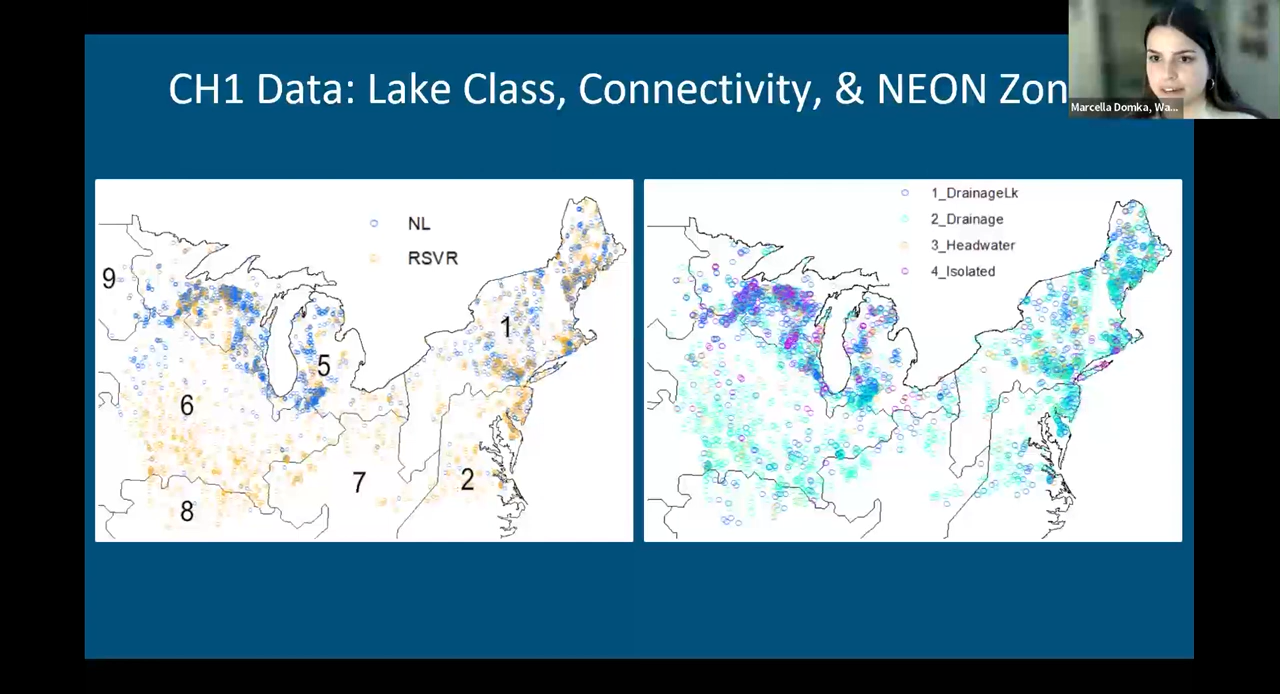 CH1 Data: Lake Class, Connectivity, & NEON Zon
Marcella Domka, Wa...
NL
RSVR
9
1
5
6
7
2
8
1_DrainageLk
2_Drainage
3_Headwater
4_Isolated